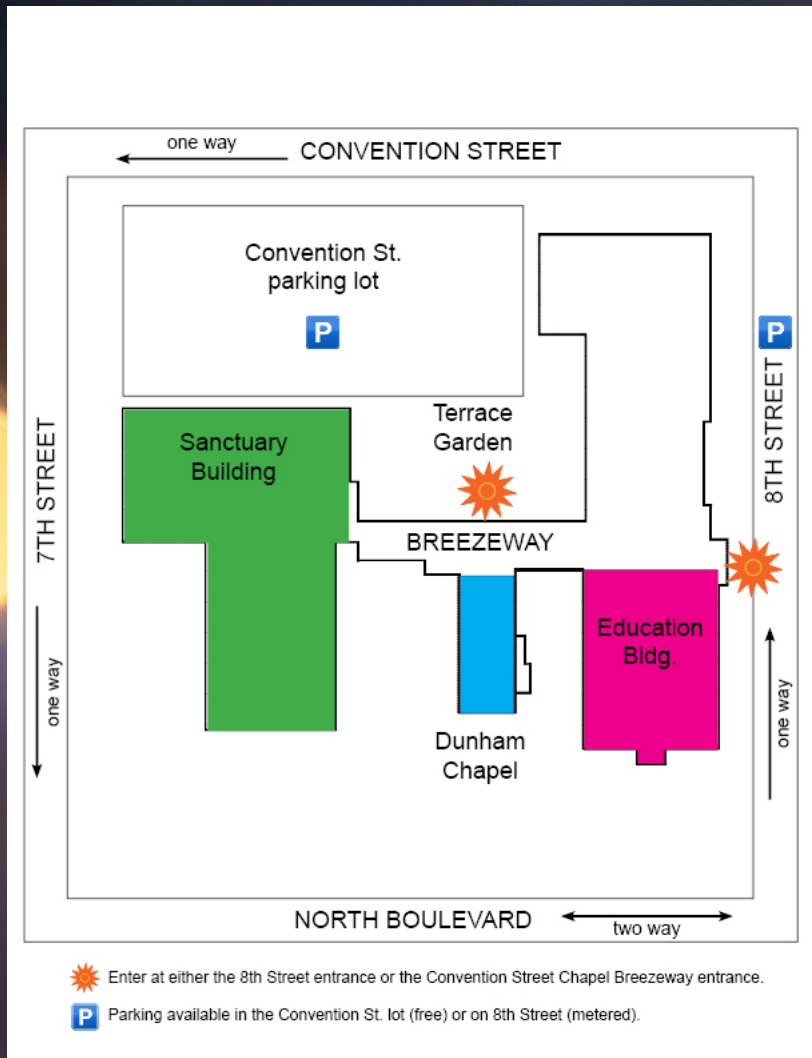 one way
CONVENTION STREET
Convention St.
parking lot
P
P
7TH STREET
8TH STREET
Terrace
Garden
Sanctuary
Building
BREEZEWAY
Education
Bldg.
one way
one way
Dunham
Chapel
NORTH BOULEVARD
two way
Enter at either the 8th Street entrance or the Convention Street Chapel Breezeway entrance.
P Parking available in the Convention St. lot (free) or on 8th Street (metered).